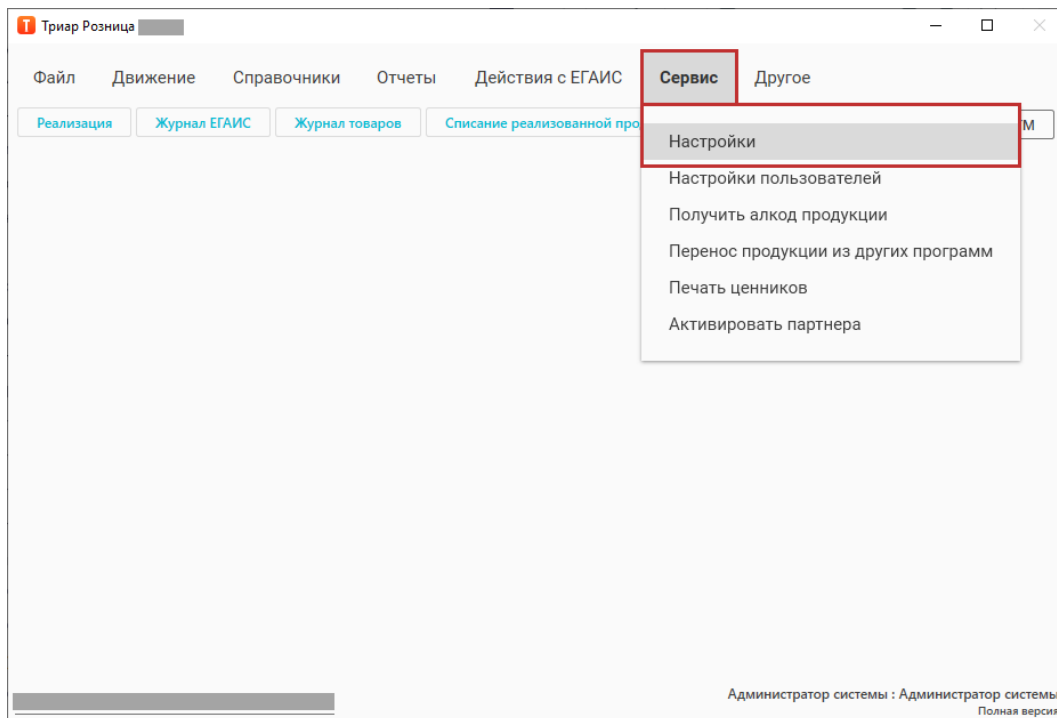 Триар Розница
Файл Движение Справочники Отчеты Действия с ЕГАИС Сервис Другое
Реализация Журнал ЕГАИС Журнал товаров Списание реализованной
Настройки
Настройки пользователей
Получить алкод продукции
Перенос продукции из других программ
Печать ценников
Активировать партнера
Администратор системы : Администратор системы
Полная версия